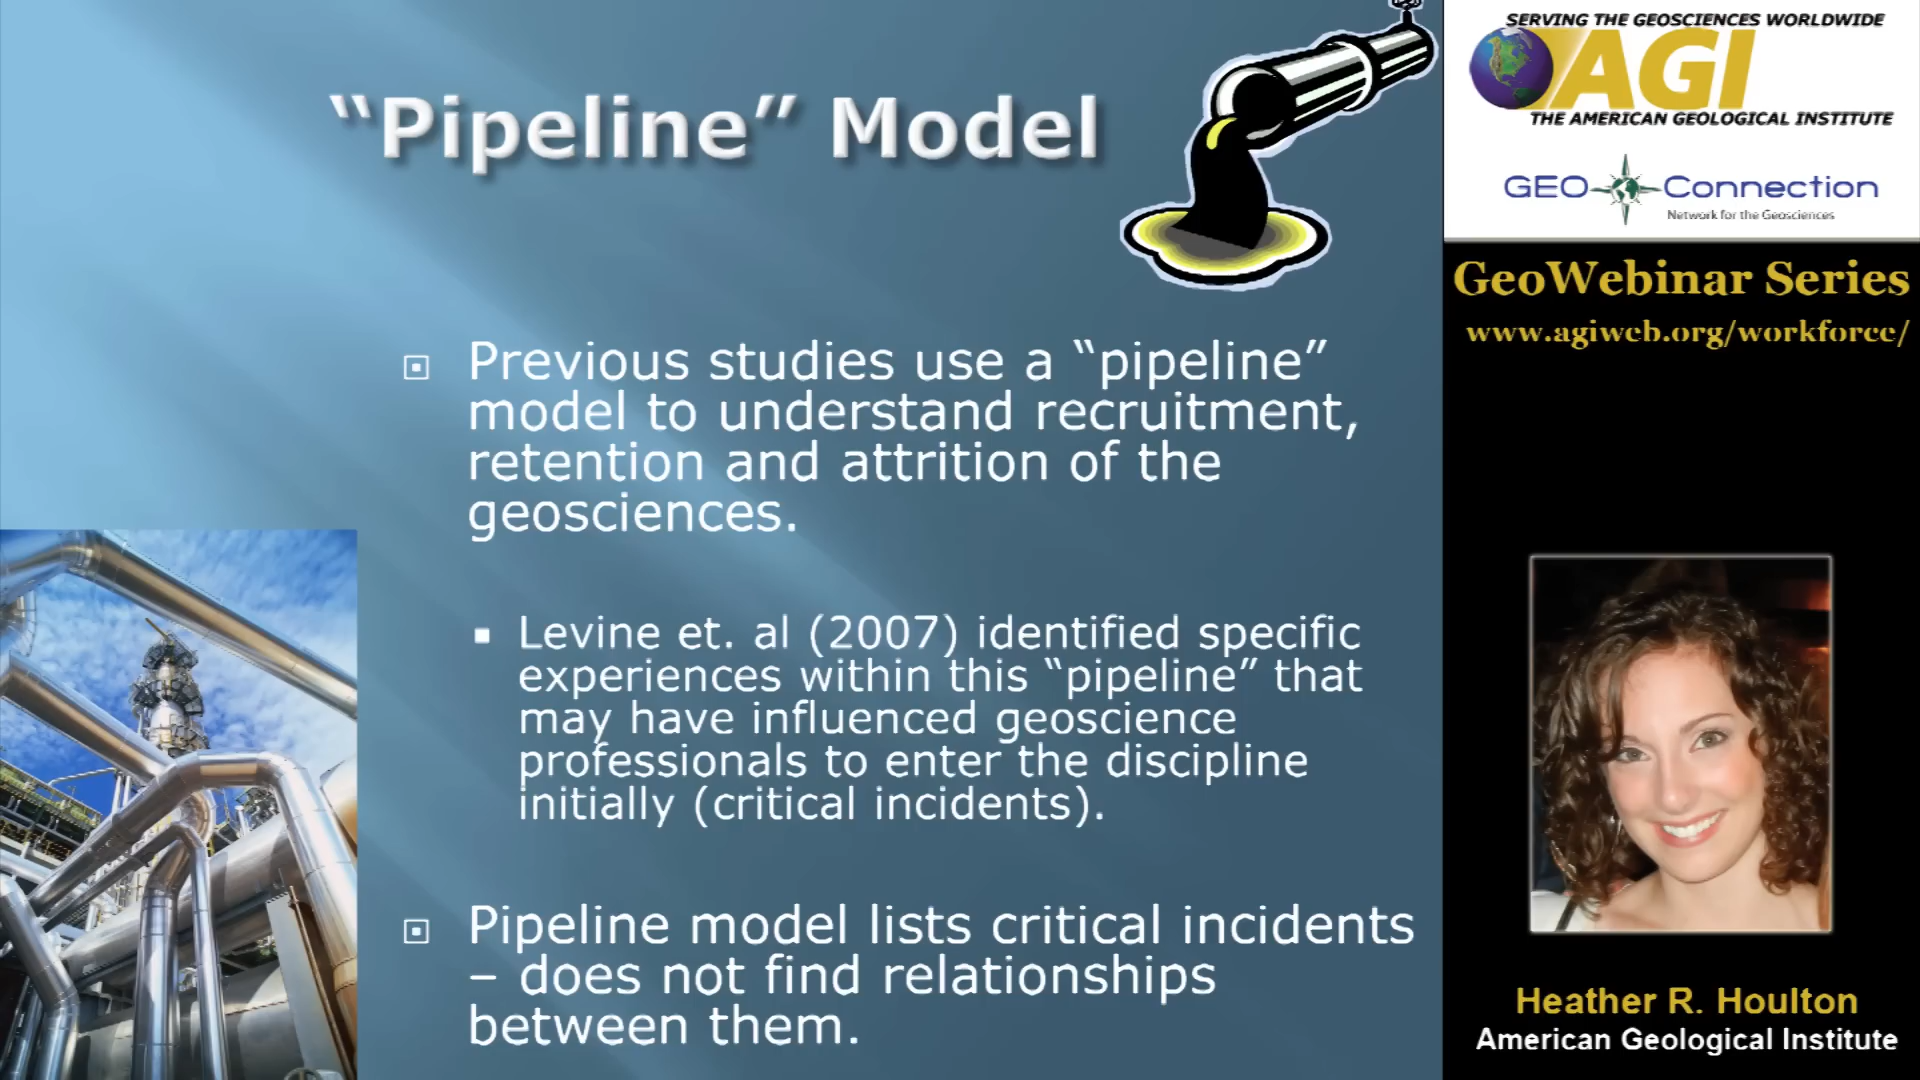 “Pipeline” Model
Previous studies use a “pipeline”
model to understand recruitment,
retention and attrition of the
geosciences.
Levine et. al (2007) identified specific
experiences within this “pipeline” that
may have influenced geoscience
professionals to enter the discipline
initially (critical incidents).
Pipeline model lists critical incidents
– does not find relationships
between them.
SERVING THE GEOSCIENCES WORLDWIDE
AGI
THE AMERICAN GEOLOGICAL INSTITUTE
GEO Connection
Network for the Geosciences
GeoWebinar Series
www.agiweb.org/workforce/
Heather R. Houlton
American Geological Institute